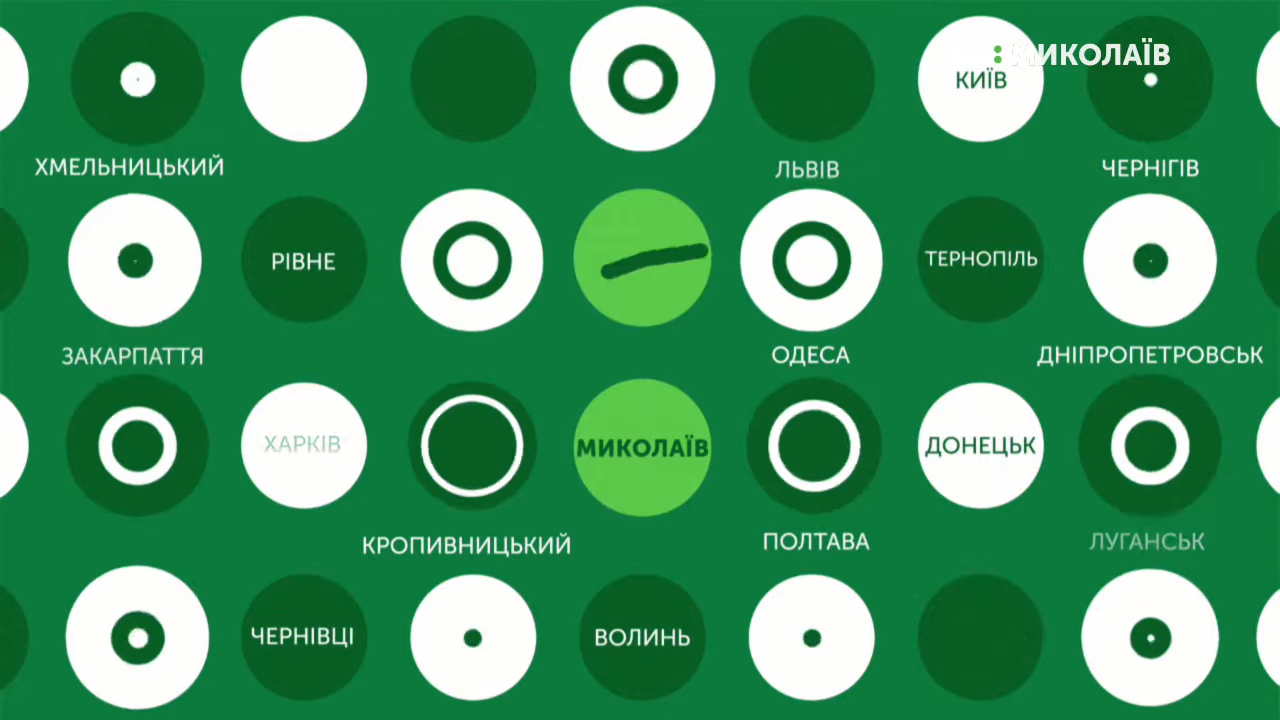 МИКОЛАЇВ
КИЇВ
ХМЕЛЬНИЦЬКИЙ
ЛЬВІВ
ЧЕРНІГІВ
РІВНЕ
ТЕРНОПІЛЬ
ЗАКАРПАТТЯ
ОДЕСА
ДНІПРОПЕТРОВСЬК
ХАРКІВ
МИКОЛАЇВ
ДОНЕЦЬК
КРОПИВНИЦЬКИЙ
ПОЛТАВА
ЛУГАНСЬК
ЧЕРНІВЦІ
ВОЛИНЬ